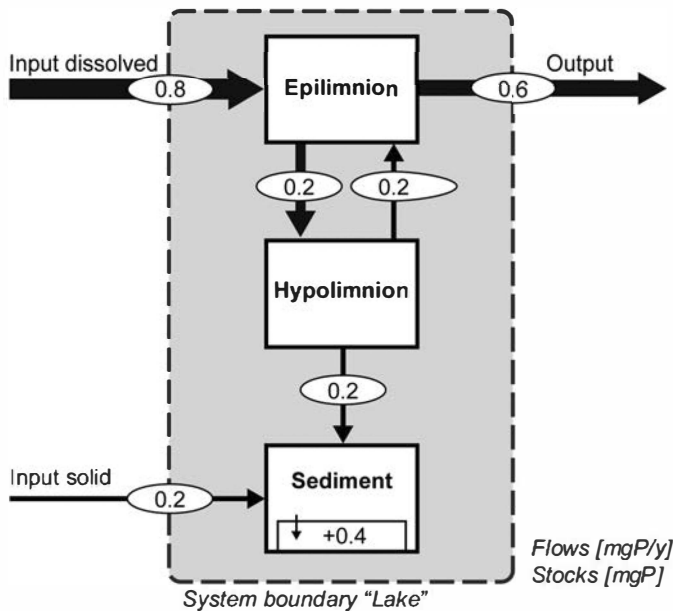 Input dissolved
0.8
Epilimnion
Output
0.6
0.2
0.2
Hypolimnion
0.2
Input solid
0.2
Sediment
+0.4
Flows [mgP/y]
Stocks [mgP]
System boundary “Lake”